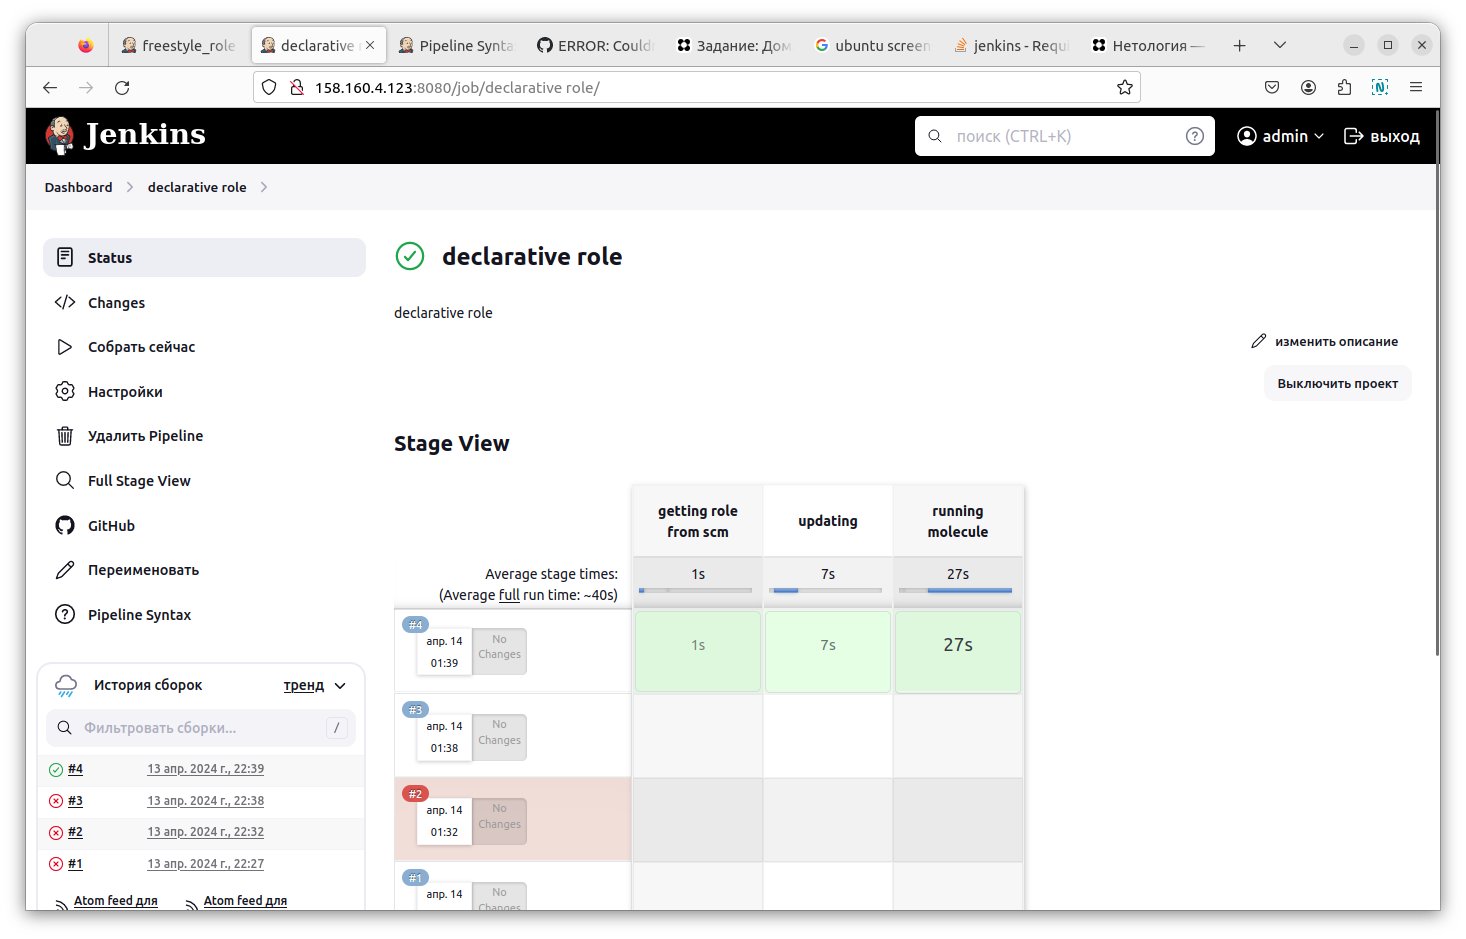 freestyle_role
declarative r
Pipeline Synta
ERROR: Could
Задание: Дом
ubuntu screen
jenkins - Requi
Нетология —
158.160.4.123:8080/job/declarative role/
Jenkins
поиск (CTRL+K)
admin
выход
Dashboard
declarative role
Status
Changes
Собрать сейчас
Настройки
Удалить Pipeline
Full Stage View
GitHub
Переименовать
Pipeline Syntax
История сборок
тренд
Фильтровать сборки...
/
#4
13 апр. 2024 г., 22:39
#3
13 апр. 2024 г., 22:38
#2
13 апр. 2024 г., 22:32
#1
13 апр. 2024 г., 22:27
Atom feed для
Atom feed для
declarative role
declarative role
изменить описание
Выключить проект
Stage View
getting role
from scm
updating
running
molecule
Average stage times:
(Average full run time: ~40s)
1s
7s
27s
#4
апр. 14
01:39
No
Changes
1s
7s
27s
#3
апр. 14
01:38
No
Changes
#2
апр. 14
01:32
No
Changes
#1
апр. 14
No
Changes